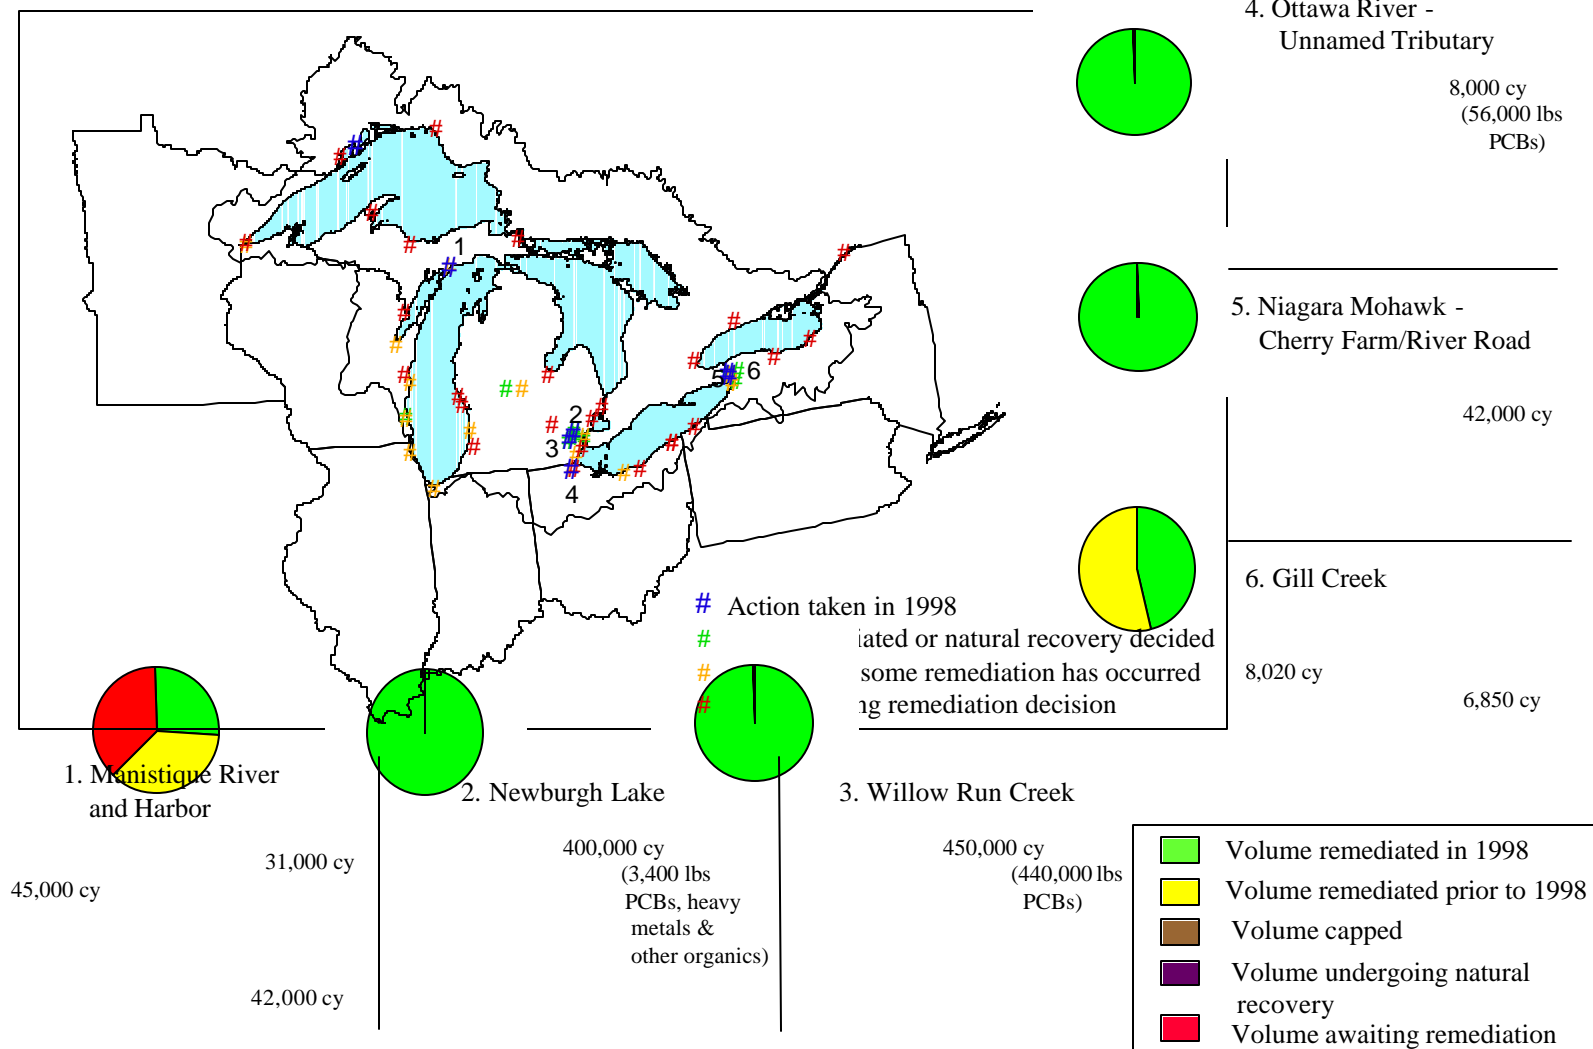 4. Ottawa River -
Unnamed Tributary
8,000 cy
(56,000 lbs
PCBs)
5. Niagara Mohawk -
Cherry Farm/River Road
42,000 cy
6. Gill Creek
8,020 cy
6,850 cy
1
2
3
4
5
6
# Action taken in 1998
# iated or natural recovery decided
# some remediation has occurred
# ng remediation decision
1. Manistique River
and Harbor
45,000 cy
31,000 cy
42,000 cy
2. Newburgh Lake
400,000 cy
(3,400 lbs
PCBs, heavy
metals &
other organics)
3. Willow Run Creek
450,000 cy
(440,000 lbs
PCBs)
Volume remediated in 1998
Volume remediated prior to 1998
Volume capped
Volume undergoing natural
recovery
Volume awaiting remediation